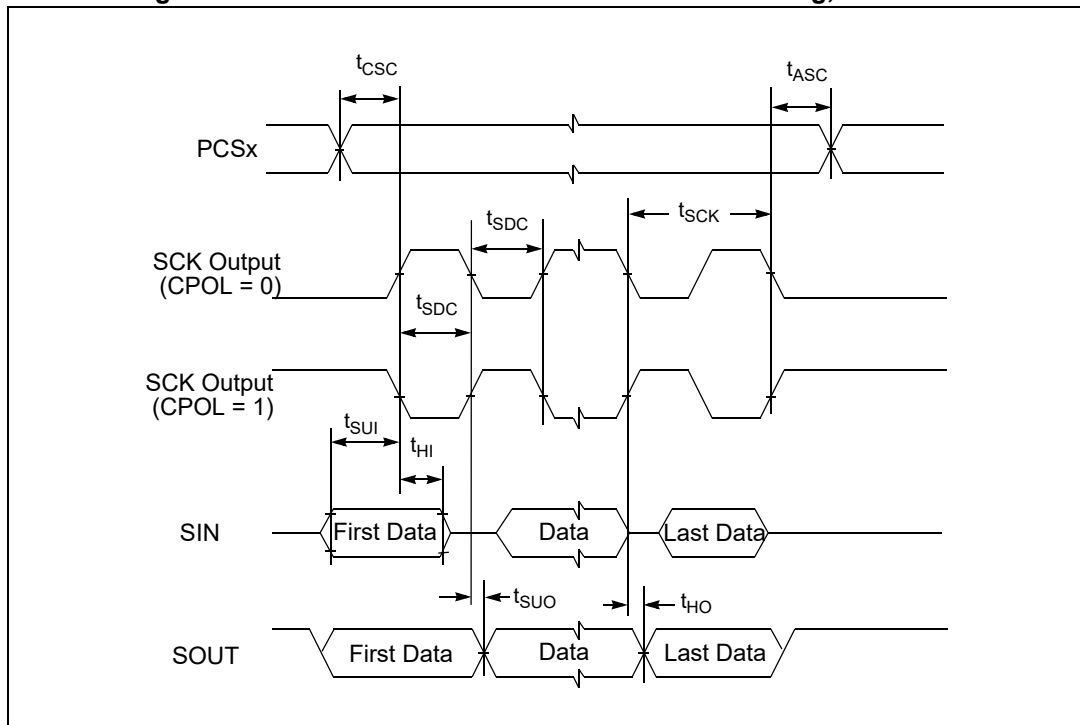 tCSC
tASC
PCSx
tSCK
tSDC
SCK Output
(CPOL = 0)
tSDC
SCK Output
(CPOL = 1)
tSUI
tHI
SIN
First Data
Data
Last Data
tSUO
tHO
SOUT
First Data
Data
Last Data